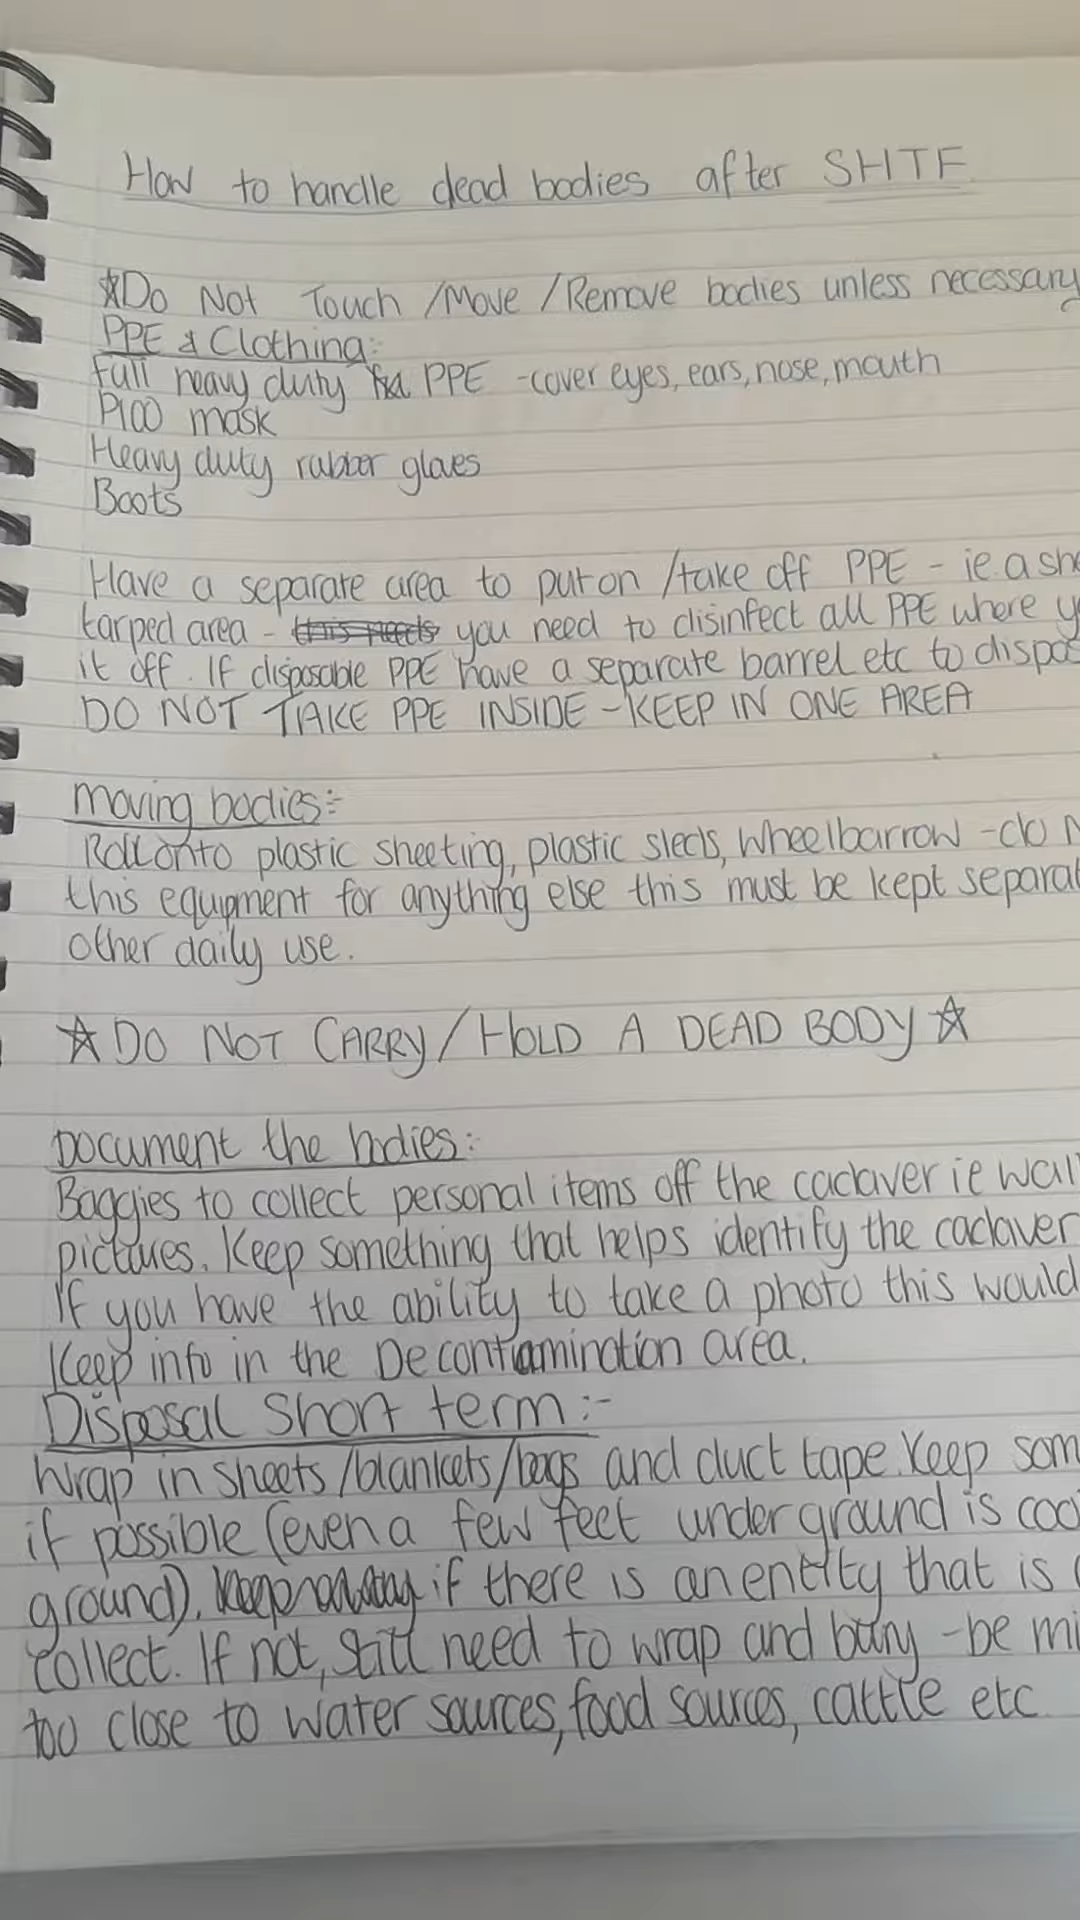 How to handle dead bodies after SHTF
☆Do Not Touch /Move /Remove bodies unless necessary
PPE & Clothing:-
Full heavy duty PPE -cover eyes, ears, nose, mouth
P100 mask
Heavy duty rubber gloves
Boots
Have a separate area to put on /take off PPE - ie. a she
tarped area - this needs you need to disinfect all PPE where y
it off. If disposable PPE have a separate barrel etc to dispos
DO NOT TAKE PPE INSIDE - KEEP IN ONE AREA
Moving bodies:-
Roll onto plastic sheeting, plastic sleds, wheelbarrow - do N
this equipment for anything else this must be kept separat
other daily use.
☆ DO NOT CARRY/HOLD A DEAD BODY ☆
Document the bodies:-
Baggies to collect personal items off the cadaver ie wall
pictures. Keep something that helps identify the cadaver
If you have the ability to take a photo this would
Keep info in the Decontamination area.
Disposal Short term:-
Wrap in sheets /blankets/bags and duct tape. Keep som
if possible (even a few feet underground is coo
ground). if there is an entity that is
collect. If not, still need to wrap and bury - be mi
too close to water sources, food sources, cattle etc